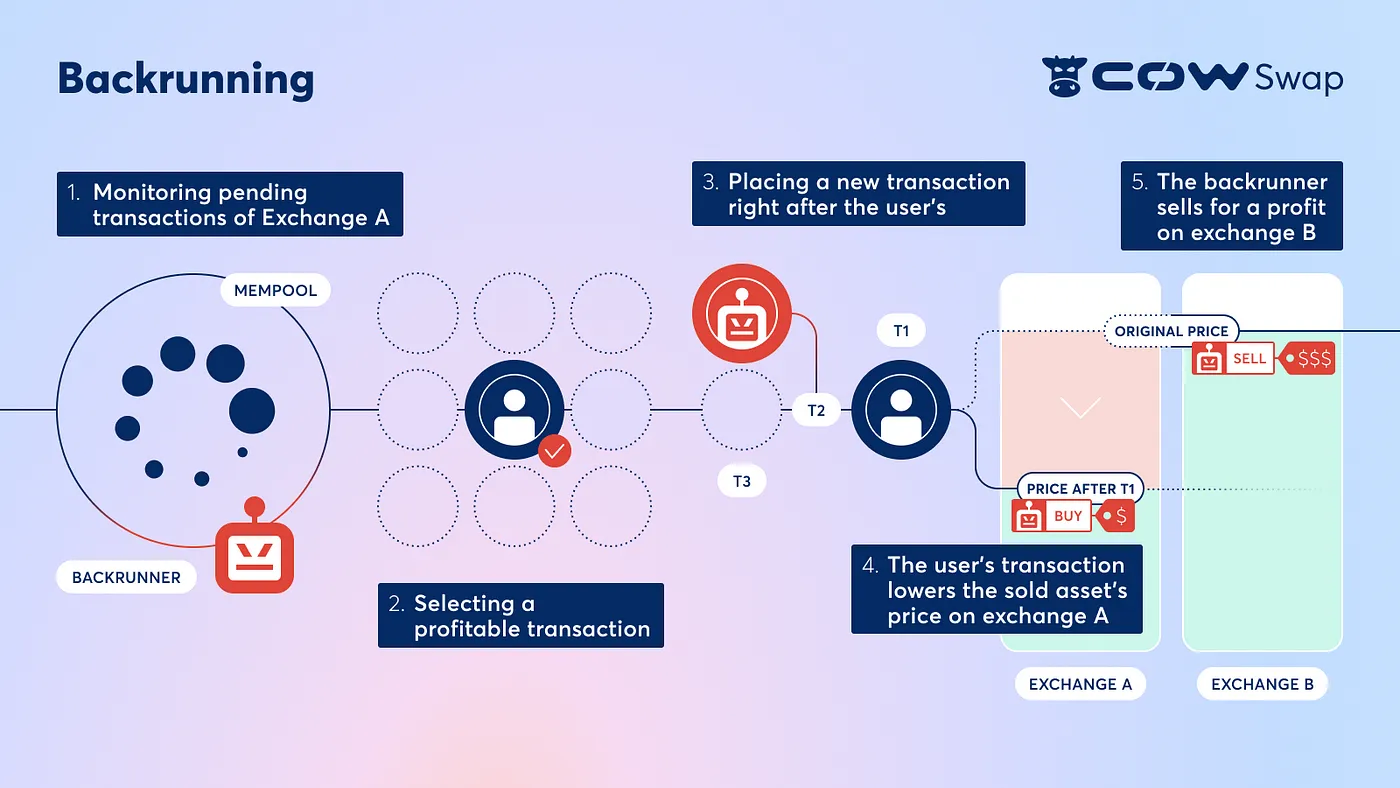 Backrunning
COW Swap
1. Monitoring pending
transactions of Exchange A
MEMPOOL
BACKRUNNER
2. Selecting a
profitable transaction
3. Placing a new transaction
right after the user's
T1
T2
T3
4. The user's transaction
lowers the sold asset's
price on exchange A
5. The backrunner
sells for a profit
on exchange B
ORIGINAL PRICE
SELL $$$
PRICE AFTER T1
BUY $
EXCHANGE A
EXCHANGE B